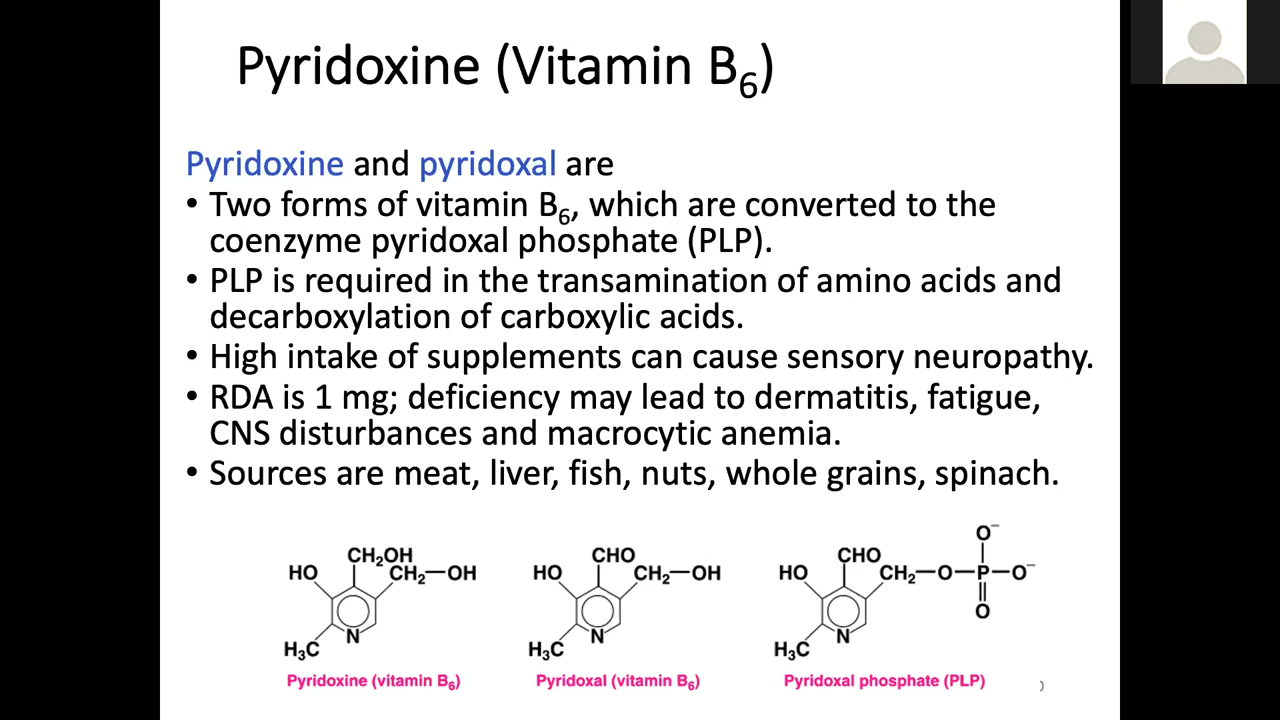 Pyridoxine (Vitamin B6)
Pyridoxine and pyridoxal are
• Two forms of vitamin B6, which are converted to the
coenzyme pyridoxal phosphate (PLP).
• PLP is required in the transamination of amino acids and
decarboxylation of carboxylic acids.
• High intake of supplements can cause sensory neuropathy.
• RDA is 1 mg; deficiency may lead to dermatitis, fatigue,
CNS disturbances and macrocytic anemia.
• Sources are meat, liver, fish, nuts, whole grains, spinach.
HO CH2OH CH2—OH N H3C
Pyridoxine (vitamin B6)
HO CHO CH2—OH N H3C
Pyridoxal (vitamin B6)
HO CHO CH2—O—P—O− O− O N H3C
Pyridoxal phosphate (PLP)